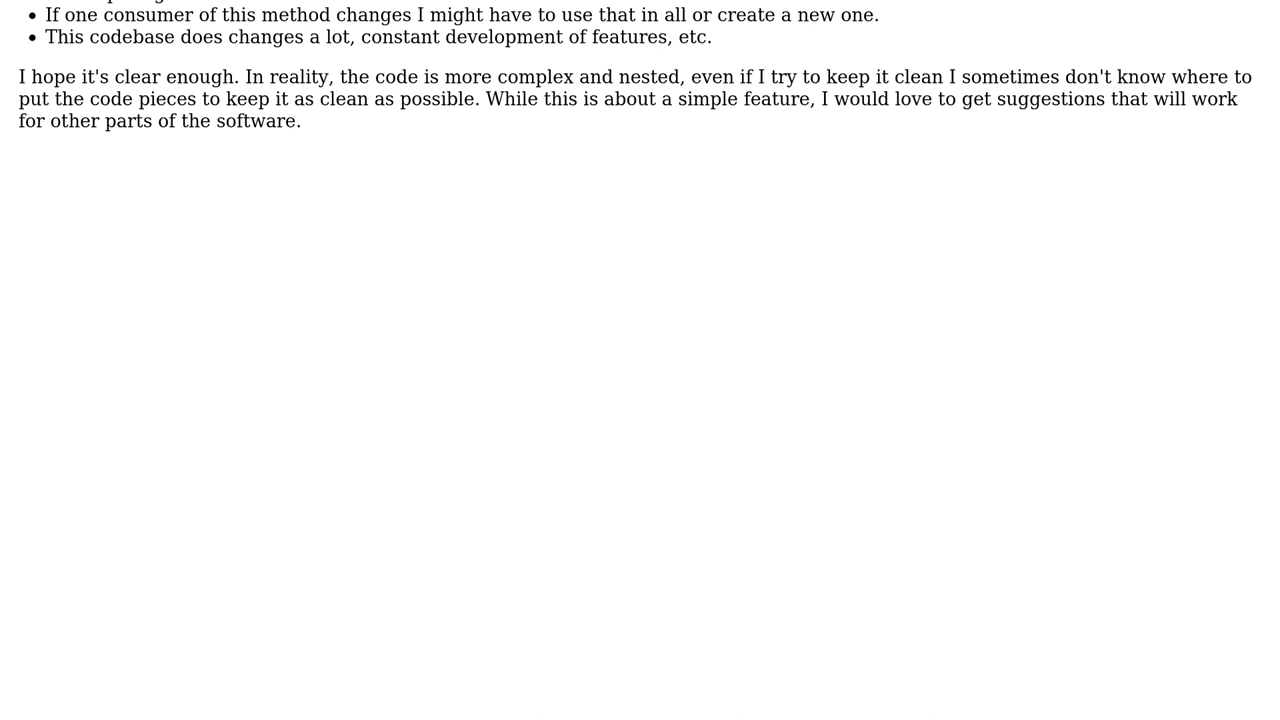 • If one consumer of this method changes I might have to use that in all or create a new one.
• This codebase does changes a lot, constant development of features, etc.
I hope it's clear enough. In reality, the code is more complex and nested, even if I try to keep it clean I sometimes don't know where to
put the code pieces to keep it as clean as possible. While this is about a simple feature, I would love to get suggestions that will work
for other parts of the software.